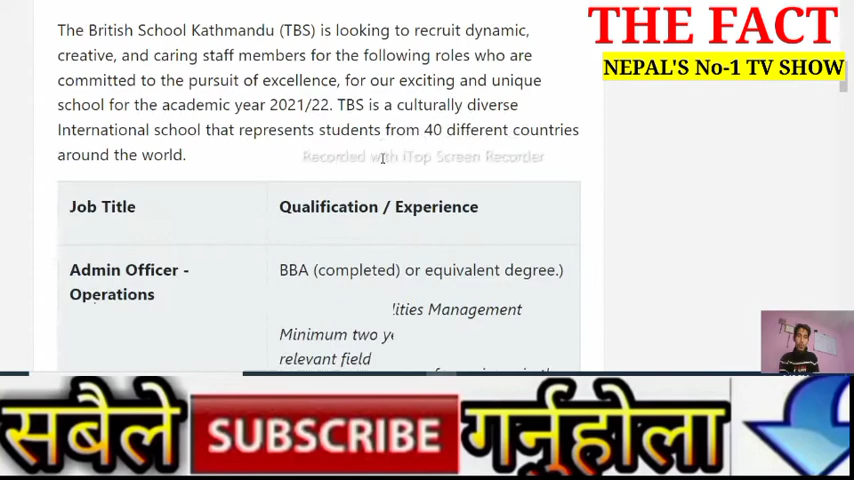 The British School Kathmandu (TBS) is looking to recruit dynamic,
creative, and caring staff members for the following roles who are
committed to the pursuit of excellence, for our exciting and unique
school for the academic year 2021/22. TBS is a culturally diverse
International school that represents students from 40 different countries
around the world.
THE FACT
NEPAL'S No-1 TV SHOW
Recorded with iTop Screen Recorder
Job Title
Qualification / Experience
Admin Officer -
Operations
BBA (completed) or equivalent degree.)
lities Management
Minimum two ye
relevant field
सबैले SUBSCRIBE गर्नुहोला